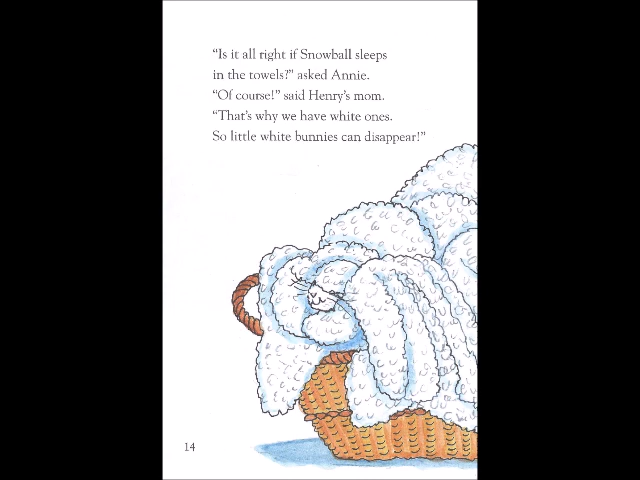 “Is it all right if Snowball sleeps
in the towels?” asked Annie.
“Of course!” said Henry’s mom.
“That’s why we have white ones.
So little white bunnies can disappear!”
14